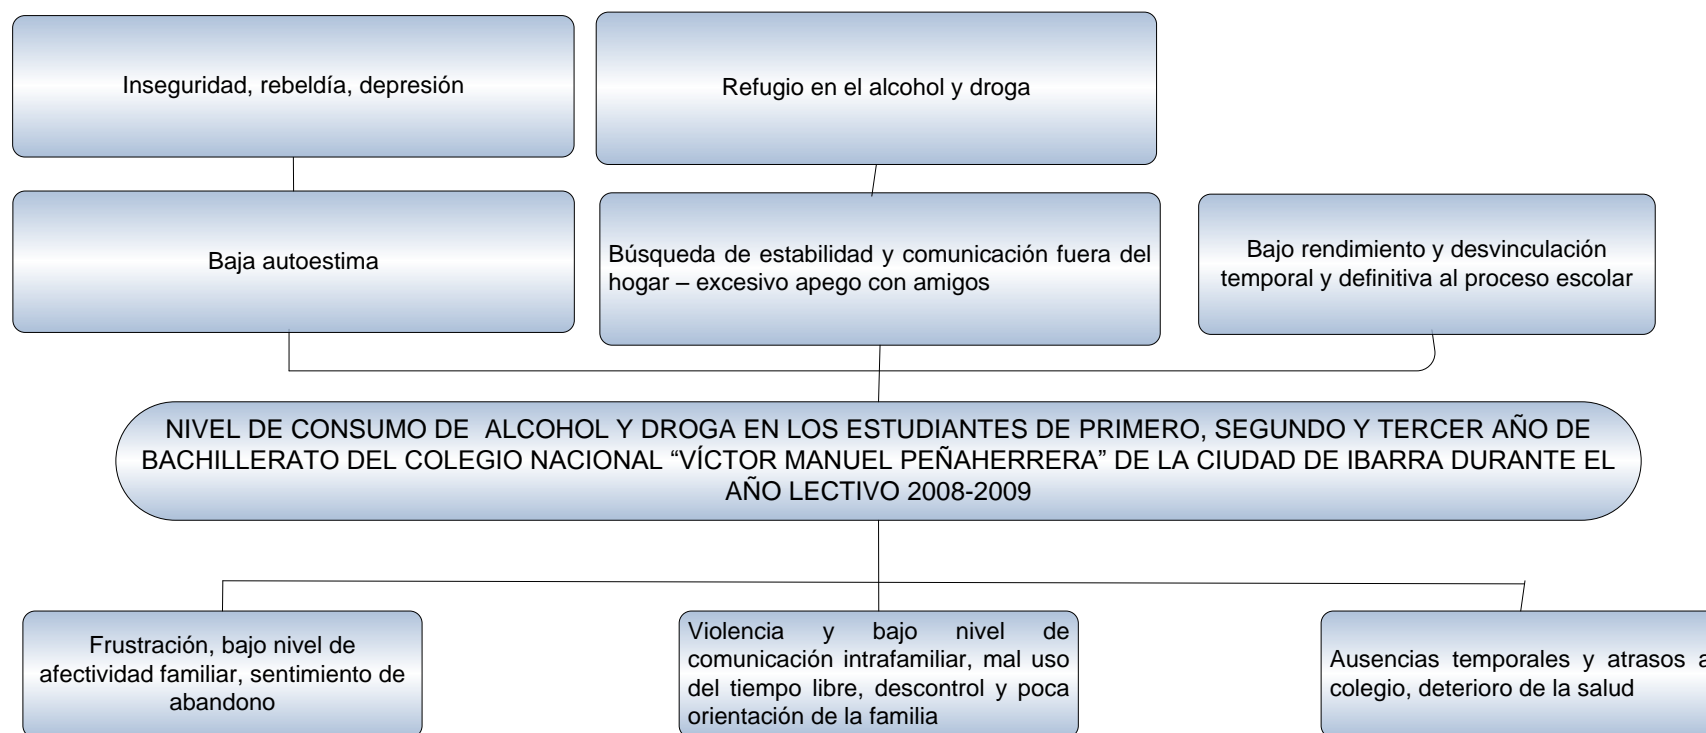 Inseguridad, rebeldía, depresión
Refugio en el alcohol y droga
Baja autoestima
Búsqueda de estabilidad y comunicación fuera del
hogar – excesivo apego con amigos
Bajo rendimiento y desvinculación
temporal y definitiva al proceso escolar
NIVEL DE CONSUMO DE ALCOHOL Y DROGA EN LOS ESTUDIANTES DE PRIMERO, SEGUNDO Y TERCER AÑO DE
BACHILLERATO DEL COLEGIO NACIONAL “VÍCTOR MANUEL PEÑAHERRERA” DE LA CIUDAD DE IBARRA DURANTE EL
AÑO LECTIVO 2008-2009
Frustración, bajo nivel de
afectividad familiar, sentimiento de
abandono
Violencia y bajo nivel de
comunicación intrafamiliar, mal uso
del tiempo libre, descontrol y poca
orientación de la familia
Ausencias temporales y atrasos
colegio, deterioro de la salud